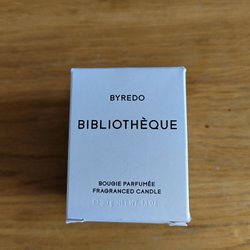 BYREDO
BIBLIOTHÈQUE
BOUGIE PARFUMÉE
FRAGRANCED CANDLE